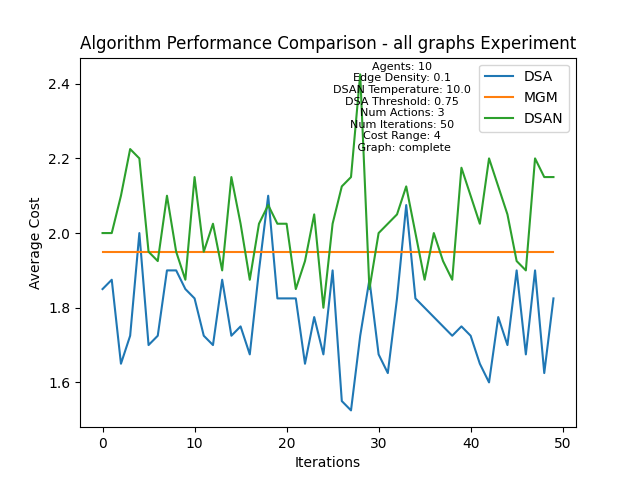 Algorithm Performance Comparison - all graphs Experiment
Agents: 10
Edge Density: 0.1
DSAN Temperature: 10.0
DSA Threshold: 0.75
Num Actions: 3
Num Iterations: 50
Cost Range: 4
Graph: complete
DSA
MGM
DSAN
Average Cost
2.4
2.2
2.0
1.8
1.6
0
10
20
30
40
50
Iterations